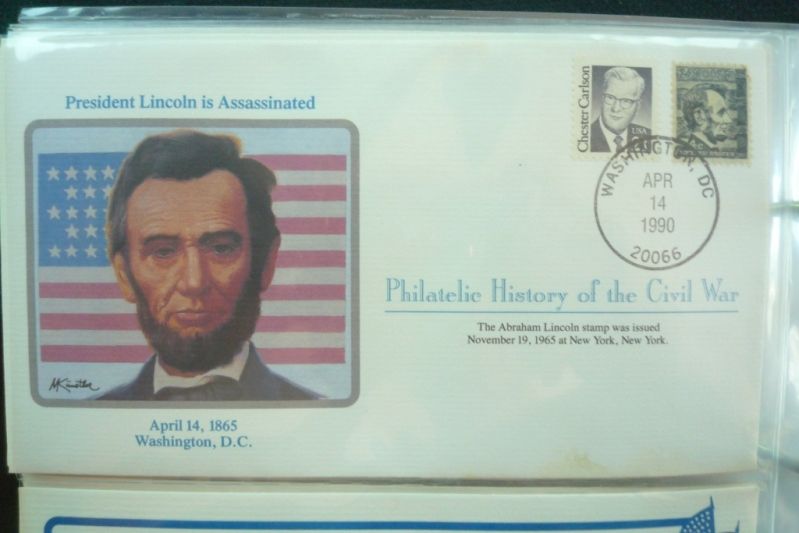 President Lincoln is Assassinated
Chester Carlson
USA
WASHINGTON, DC
APR
14
1990
20066
Philatelic History of the Civil War
The Abraham Lincoln stamp was issued
November 19, 1965 at New York, New York.
April 14, 1865
Washington, D.C.